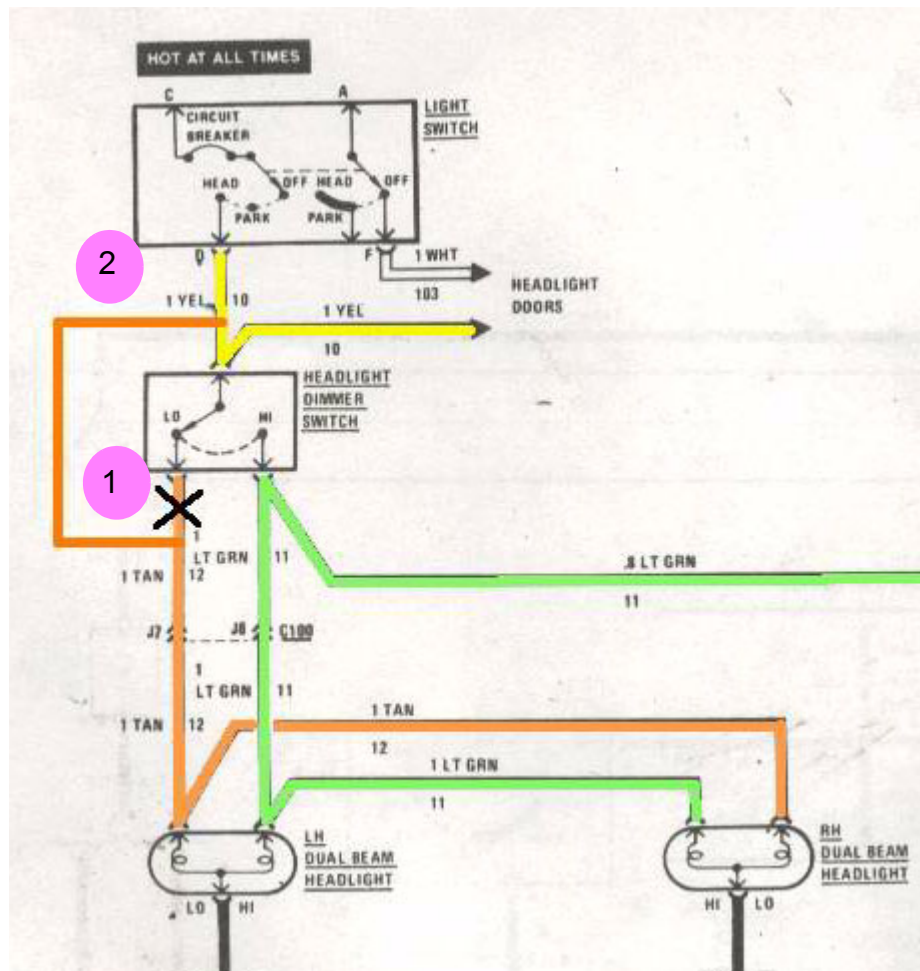 HOT AT ALL TIMES
C
A
LIGHT
SWITCH
CIRCUIT
BREAKER
HEAD
OFF
HEAD
OFF
PARK
PARK
2
D
F
1 WHT
103
HEADLIGHT
DOORS
1 YEL
10
1 YEL
10
HEADLIGHT
DIMMER
SWITCH
LO
HI
1
1
LT GRN
11
1 TAN
12
.8 LT GRN
11
J7
J8
C100
1
LT GRN
11
1 TAN
12
1 TAN
12
1 LT GRN
11
LH
DUAL BEAM
HEADLIGHT
RH
DUAL BEAM
HEADLIGHT
LO
HI
HI
LO